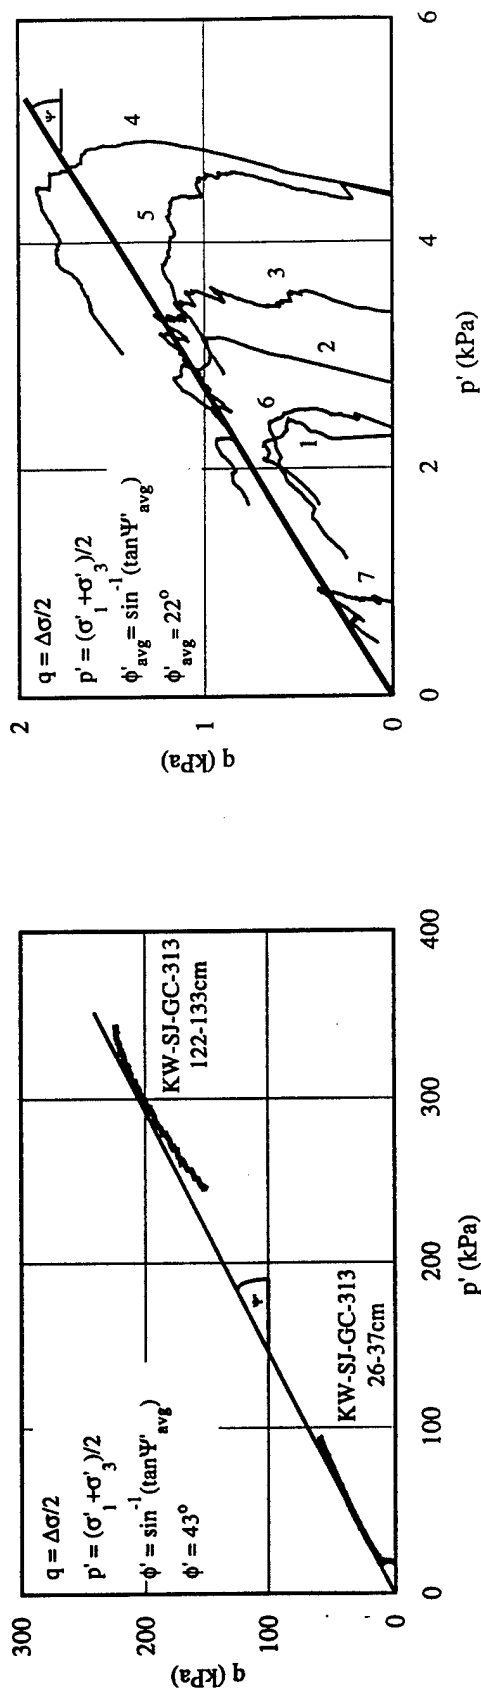 300
200
100
0
q (kPa)
q = Δσ/2
p' = (σ'1 + σ'3)/2
ϕ' = sin-1 (tanΨ"avg)
ϕ' = 43o
KW-SJ-GC-313
122-133cm
Ψ
KW-SJ-GC-313
26-37cm
0
100
200
300
400
p' (kPa)
2
1
0
q (kPa)
q = Δσ/2
p' = (σ'1 + σ'3)/2
ϕ'avg = sin-1 (tanΨ"avg)
ϕ'avg = 22o
Ψ
4
5
3
2
6
1
7
0
2
4
6
p' (kPa)